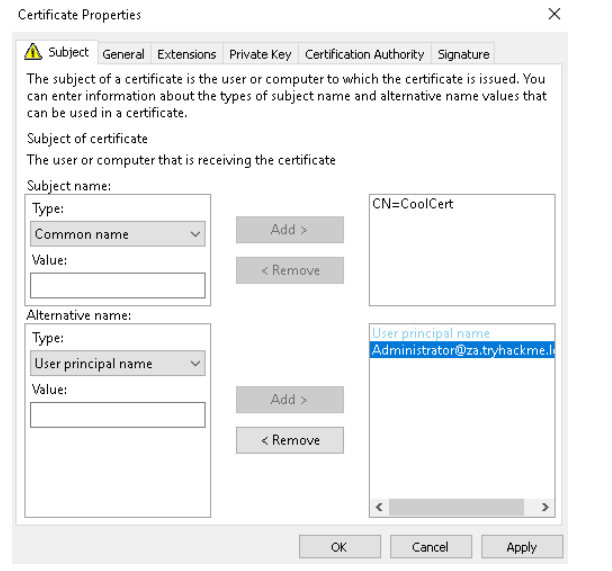 Certificate Properties
Subject General Extensions Private Key Certification Authority Signature
The subject of a certificate is the user or computer to which the certificate is issued. You
can enter information about the types of subject name and alternative name values that
can be used in a certificate.
Subject of certificate
The user or computer that is receiving the certificate
Subject name:
Type:
Common name
Value:
Add >
< Remove
CN=CoolCert
Alternative name:
Type:
User principal name
Value:
Add >
< Remove
User principal name
Administrator@za.tryhackme.l
OK Cancel Apply